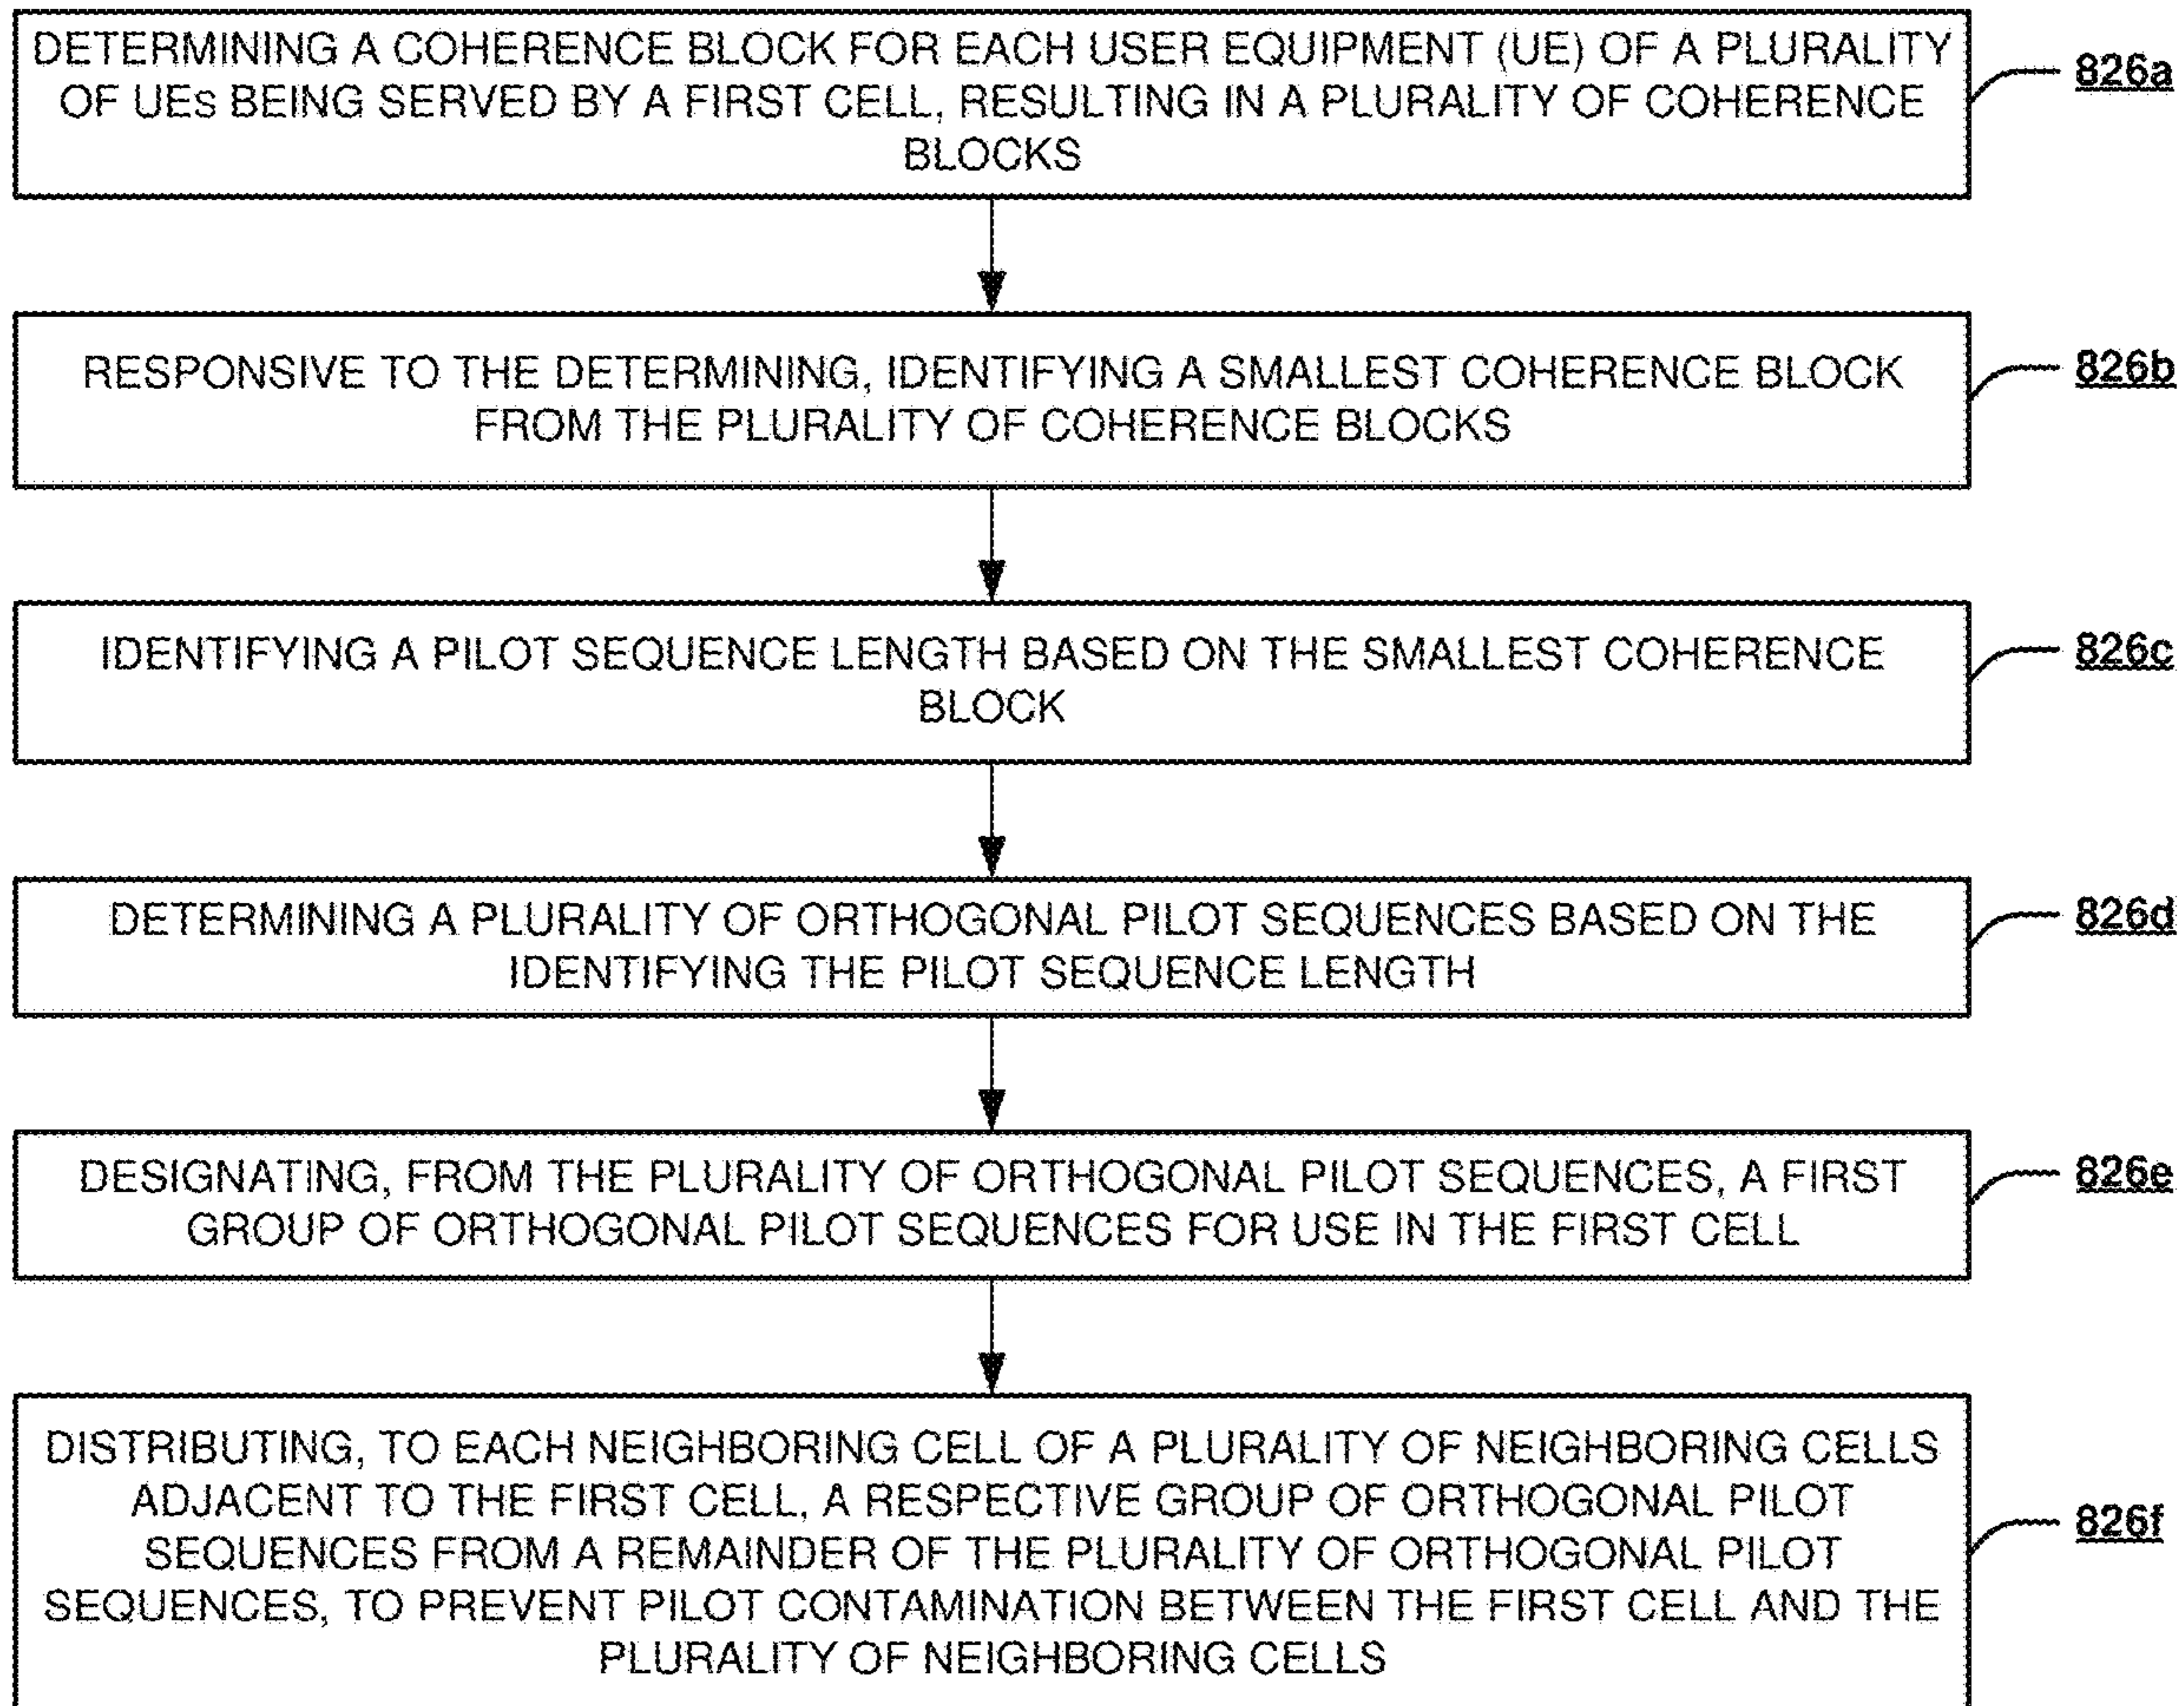 DETERMINING A COHERENCE BLOCK FOR EACH USER EQUIPMENT (UE) OF A PLURALITY
OF UEs BEING SERVED BY A FIRST CELL, RESULTING IN A PLURALITY OF COHERENCE
BLOCKS
826a
RESPONSIVE TO THE DETERMINING, IDENTIFYING A SMALLEST COHERENCE BLOCK
FROM THE PLURALITY OF COHERENCE BLOCKS
826b
IDENTIFYING A PILOT SEQUENCE LENGTH BASED ON THE SMALLEST COHERENCE
BLOCK
826c
DETERMINING A PLURALITY OF ORTHOGONAL PILOT SEQUENCES BASED ON THE
IDENTIFYING THE PILOT SEQUENCE LENGTH
826d
DESIGNATING, FROM THE PLURALITY OF ORTHOGONAL PILOT SEQUENCES, A FIRST
GROUP OF ORTHOGONAL PILOT SEQUENCES FOR USE IN THE FIRST CELL
826e
DISTRIBUTING, TO EACH NEIGHBORING CELL OF A PLURALITY OF NEIGHBORING CELLS
ADJACENT TO THE FIRST CELL, A RESPECTIVE GROUP OF ORTHOGONAL PILOT
SEQUENCES FROM A REMAINDER OF THE PLURALITY OF ORTHOGONAL PILOT
SEQUENCES, TO PREVENT PILOT CONTAMINATION BETWEEN THE FIRST CELL AND THE
PLURALITY OF NEIGHBORING CELLS
826f